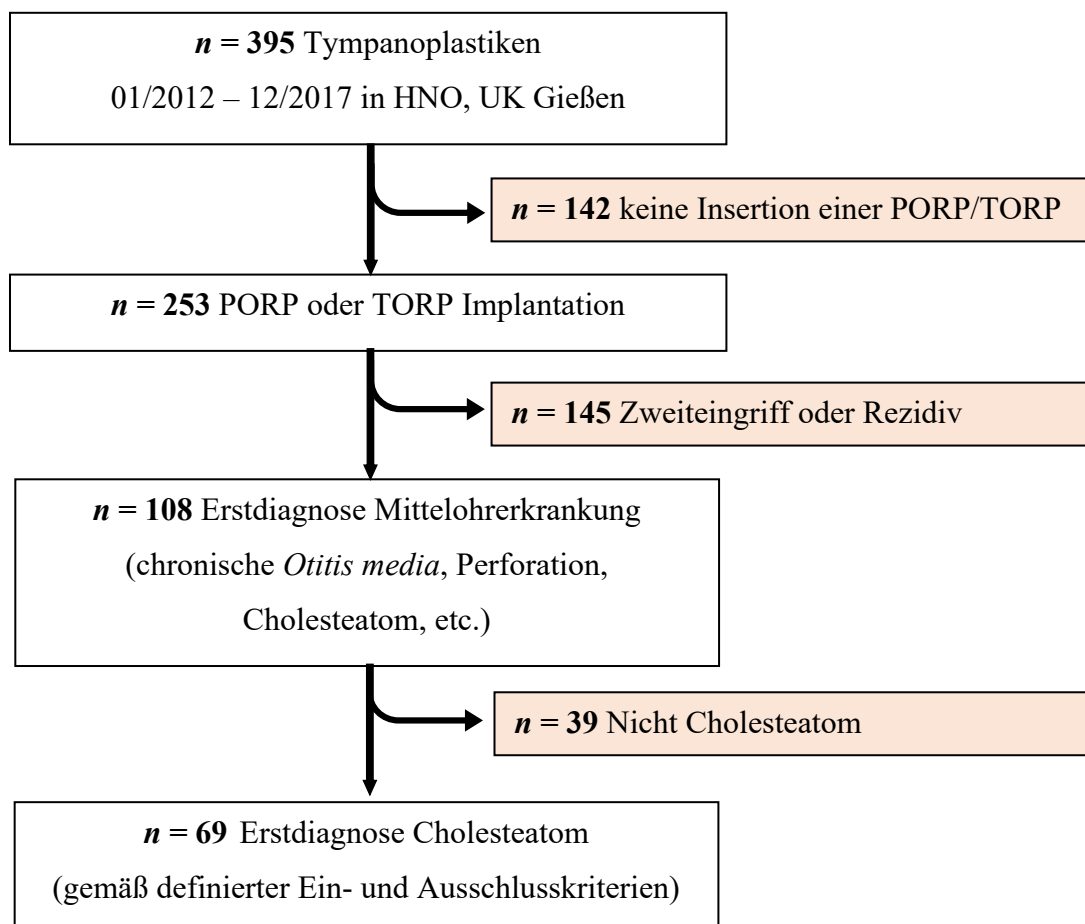 n = 395 Tympanoplastiken
01/2012 – 12/2017 in HNO, UK Gießen
n = 142 keine Insertion einer PORP/TORP
n = 253 PORP oder TORP Implantation
n = 145 Zweiteingriff oder Rezidiv
n = 108 Erstdiagnose Mittelohrerkrankung
(chronische Otitis media, Perforation,
Cholesteatom, etc.)
n = 39 Nicht Cholesteatom
n = 69 Erstdiagnose Cholesteatom
(gemäß definierter Ein- und Ausschlusskriterien)